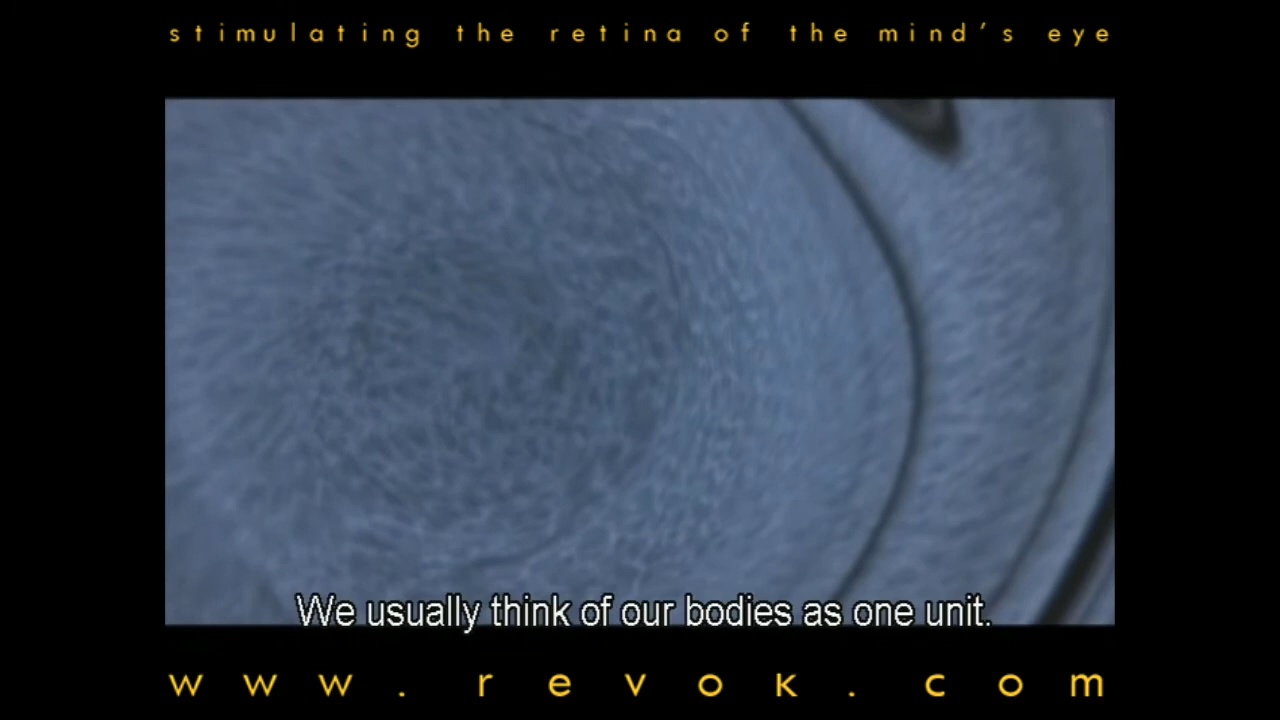 stimulating the retina of the mind's eye
We usually think of our bodies as one unit.
www.revok.com